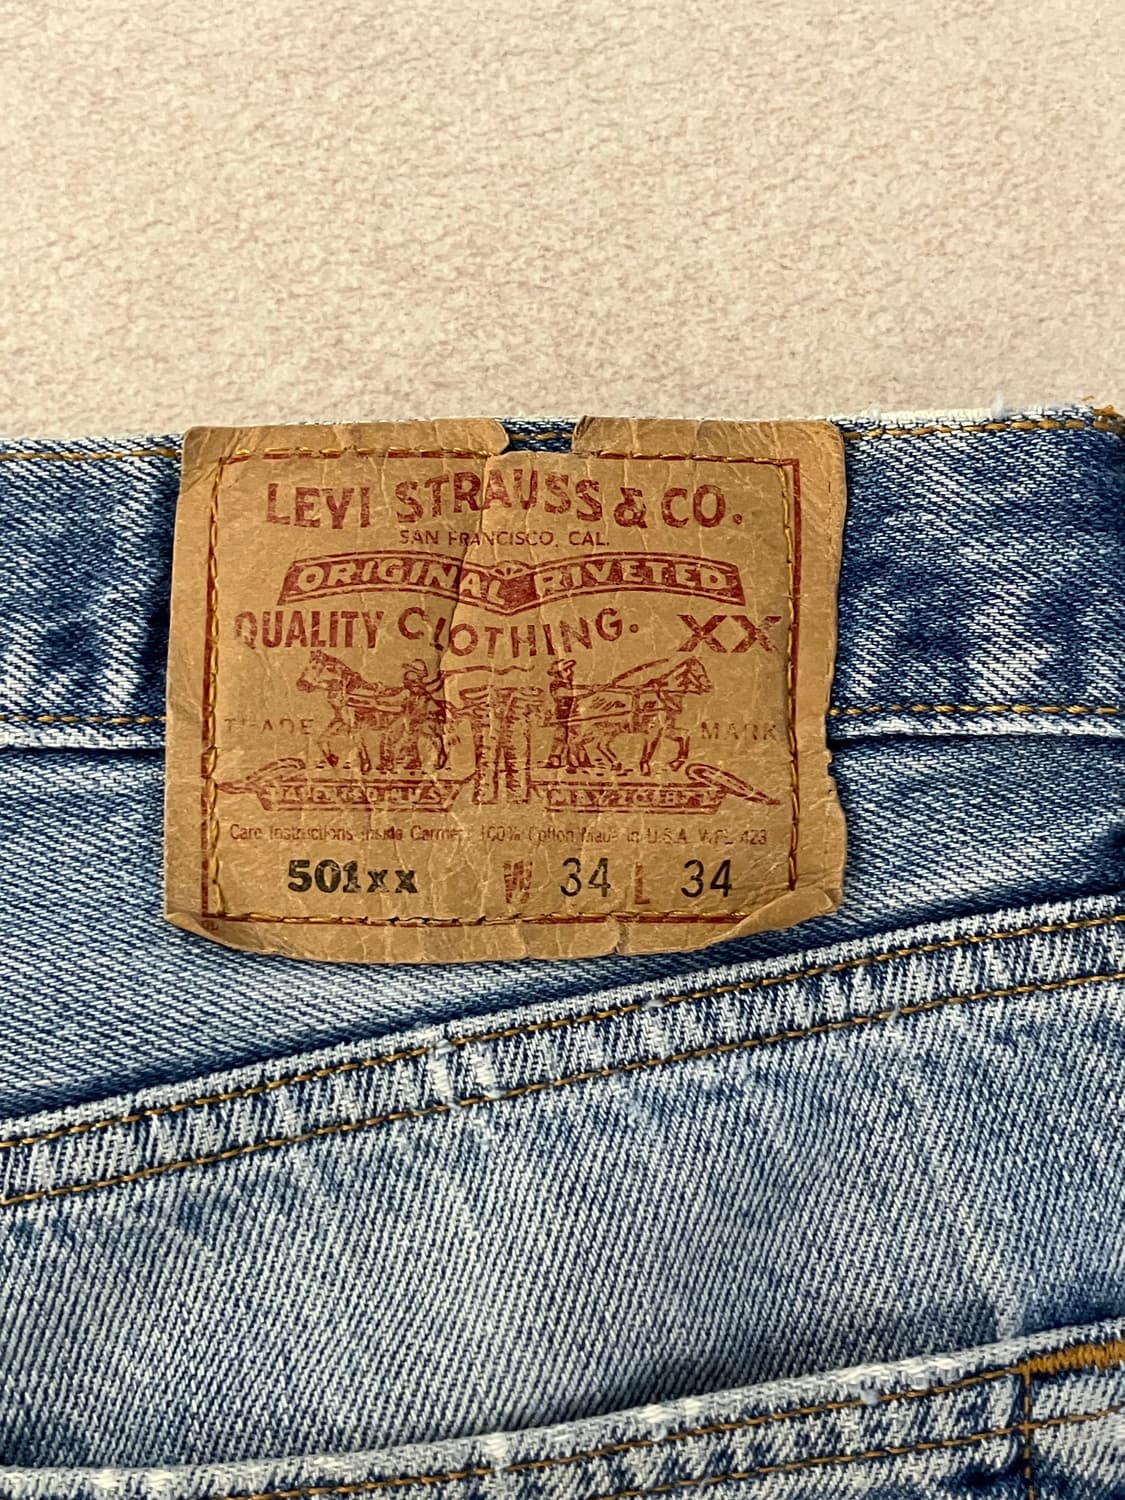 LEVI STRAUSS & CO.
SAN FRANCISCO, CAL.
ORIGINAL RIVETED
QUALITY CLOTHING. XX
TRADE MARK
Care Instructions Inside Garment 100% Cotton Made in U.S.A. WPL 423
501xx W 34 L 34